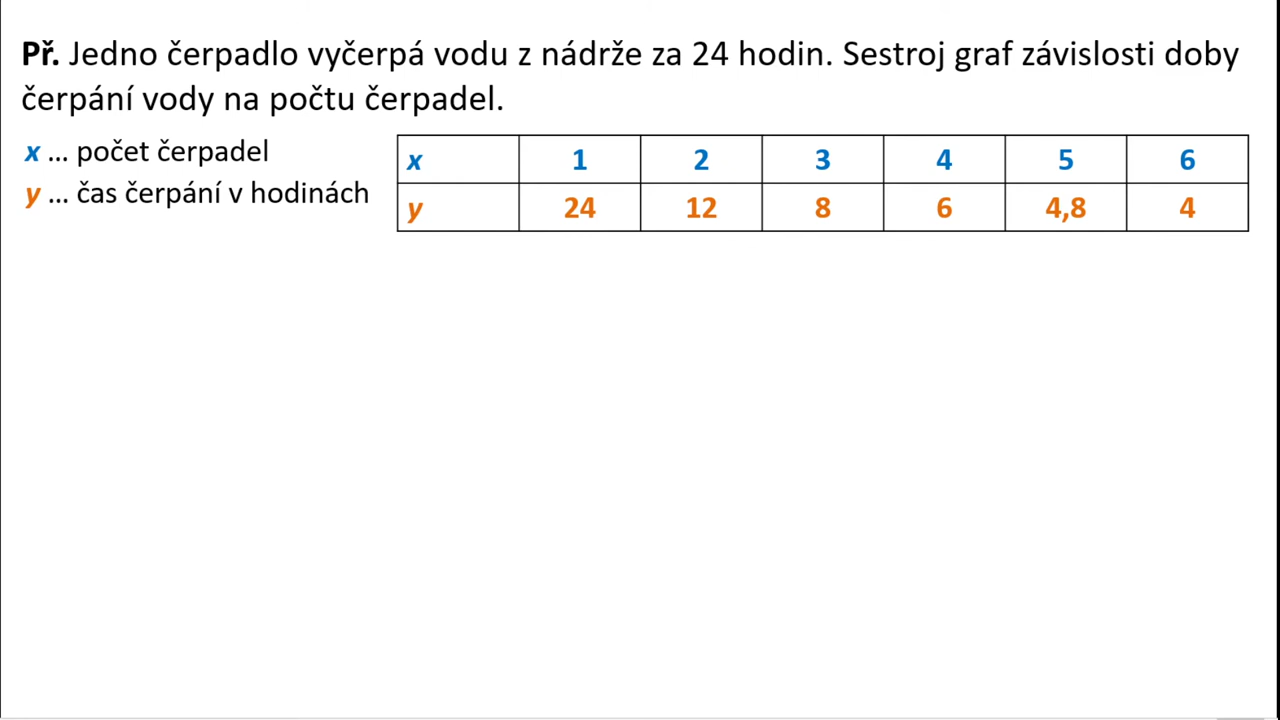 Př. Jedno čerpadlo vyčerpá vodu z nádrže za 24 hodin. Sestroj graf závislosti doby
čerpání vody na počtu čerpadel.
x ... počet čerpadel
y ... čas čerpání v hodinách
x 1 2 3 4 5 6
y 24 12 8 6 4,8 4